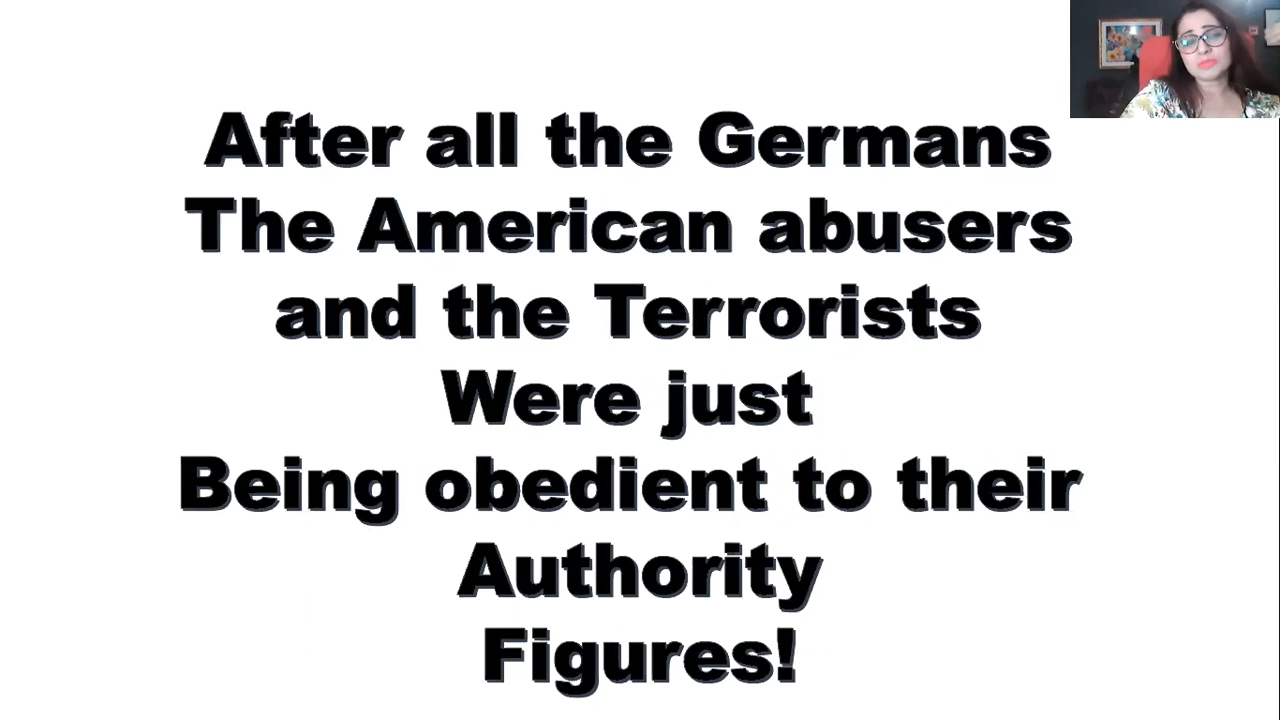 After all the Germans
The American abusers
and the Terrorists
Were just
Being obedient to their
Authority
Figures!